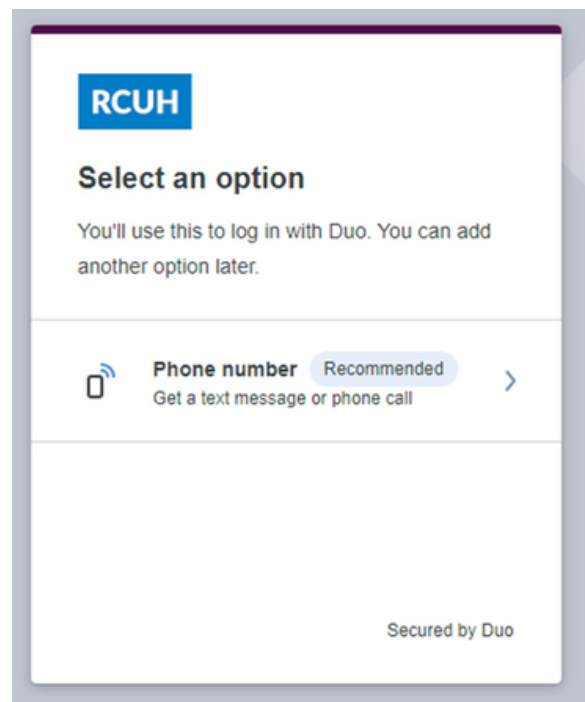 RCUH
Select an option
You'll use this to log in with Duo. You can add
another option later.
Phone number Recommended
Get a text message or phone call
Secured by Duo